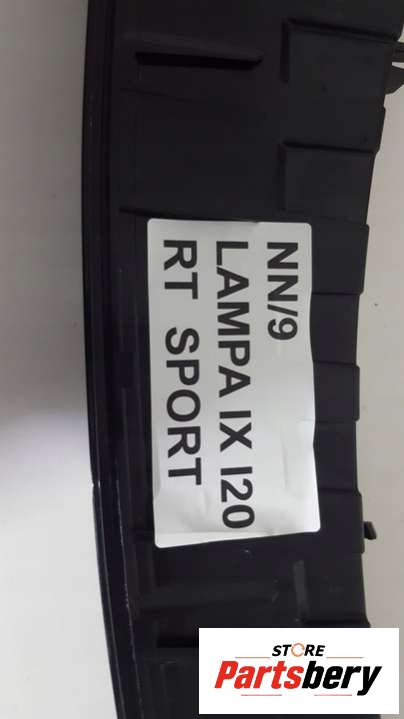 NN/9
LAMPA IX I20
RT SPORT
STORE
Partsbery